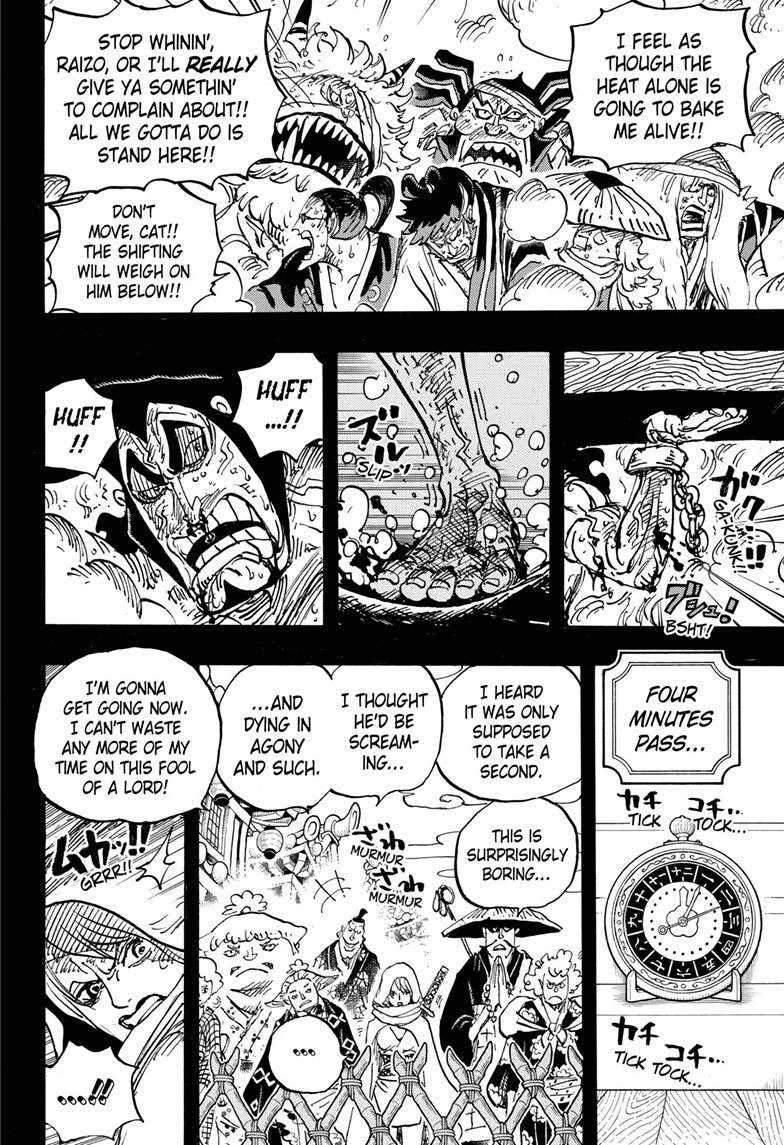 I FEEL AS
THOUGH THE
HEAT ALONE IS
GOING TO BAKE
ME ALIVE!!
STOP WHININ',
RAIZO, OR I'LL REALLY
GIVE YA SOMETHIN'
TO COMPLAIN ABOUT!!
ALL WE GOTTA DO IS
STAND HERE!!
DON'T
MOVE, CAT!!
THE SHIFTING
WILL WEIGH ON
HIM BELOW!!
ガクン!!
GA-KUNK!!
ブシュ!
BSHT!
ズル
SLIP...
HUFF
...!!
HUFF
!!
FOUR
MINUTES
PASS...
カチ
TICK
コチ..
TOCK...
カチ
コチ...
TICK TOCK...
I HEARD
IT WAS ONLY
SUPPOSED
TO TAKE A
SECOND.
I THOUGHT
HE'D BE
SCREAM-
ING...
...AND
DYING IN
AGONY
AND SUCH.
THIS IS
SURPRISINGLY
BORING...
ざわ
MURMUR
ざわ
MURMUR
...
I'M GONNA
GET GOING NOW.
I CAN'T WASTE
ANY MORE OF MY
TIME ON THIS FOOL
OF A LORD!
ムカッ!!
GRRR!!
....!!